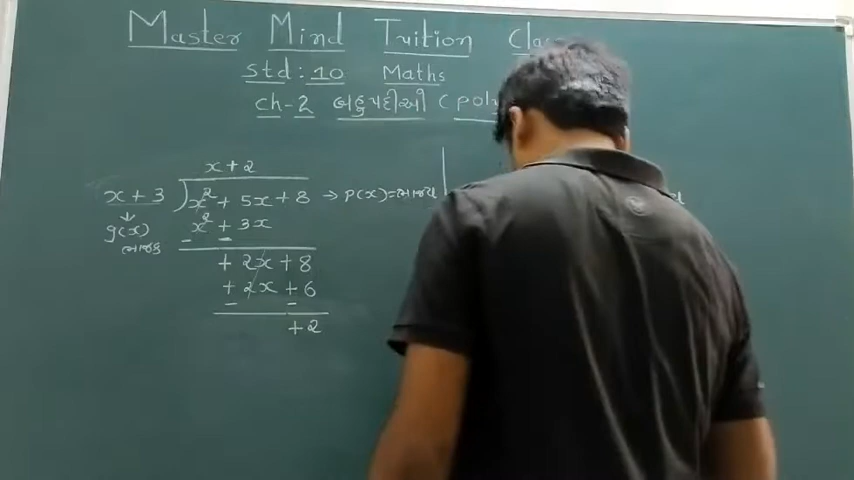 Master Mind Tuition
std : 10 Maths
ch-2 બહુપદીઓ (
x + 2
x + 3 ) x² + 5x + 8 → p(x) = ભાજ્ય
g(x) x² + 3x
ભાજક
- -
+ 2x + 8
+ 2x + 6
- -
+ 2